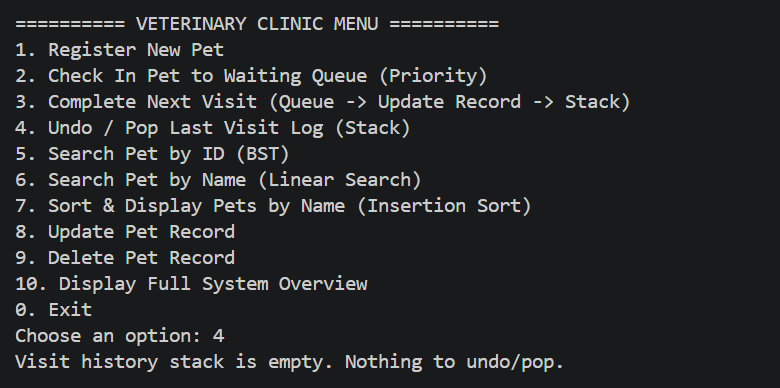 ========== VETERINARY CLINIC MENU ==========
1. Register New Pet
2. Check In Pet to Waiting Queue (Priority)
3. Complete Next Visit (Queue -> Update Record -> Stack)
4. Undo / Pop Last Visit Log (Stack)
5. Search Pet by ID (BST)
6. Search Pet by Name (Linear Search)
7. Sort & Display Pets by Name (Insertion Sort)
8. Update Pet Record
9. Delete Pet Record
10. Display Full System Overview
0. Exit
Choose an option: 4
Visit history stack is empty. Nothing to undo/pop.